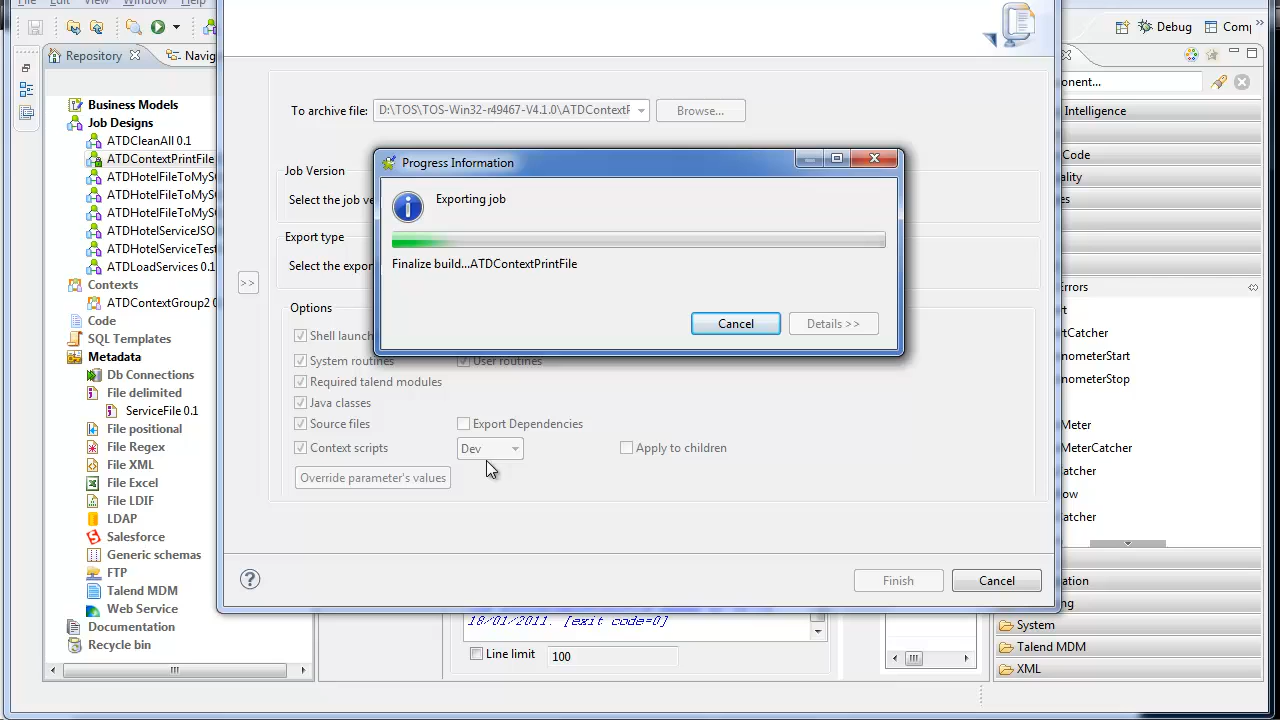 File Edit View Window Help
Debug
Comp
Repository
Navig
onent...
To archive file:
D:\TOS\TOS-Win32-r49467-V4.1.0\ATDContextF
Browse...
Business Models
Job Designs
ATDCleanAll 0.1
ATDContextPrintFile
ATDHotelFileToMyS
ATDHotelFileToMyS
ATDHotelFileToMyS
ATDHotelServiceJSO
ATDHotelServiceTest
ATDLoadServices 0.1
Contexts
ATDContextGroup2 0
Code
SQL Templates
Metadata
Db Connections
File delimited
ServiceFile 0.1
File positional
File Regex
File XML
File Excel
File LDIF
LDAP
Salesforce
Generic schemas
FTP
Talend MDM
Web Service
Documentation
Recycle bin
Job Version
Select the job ve
Export type
Select the expor
>>
Options
Shell launch
System routines
User routines
Required talend modules
Java classes
Source files
Export Dependencies
Context scripts
Dev
Apply to children
Override parameter's values
Finish
Cancel
Progress Information
Exporting job
Finalize build...ATDContextPrintFile
Cancel
Details >>
18/01/2011. [exit code=0]
Line limit
100
Intelligence
Code
ality
es
Errors
rt
tCatcher
nometerStart
nometerStop
Meter
MeterCatcher
atcher
ow
atcher
ation
ng
System
Talend MDM
XML